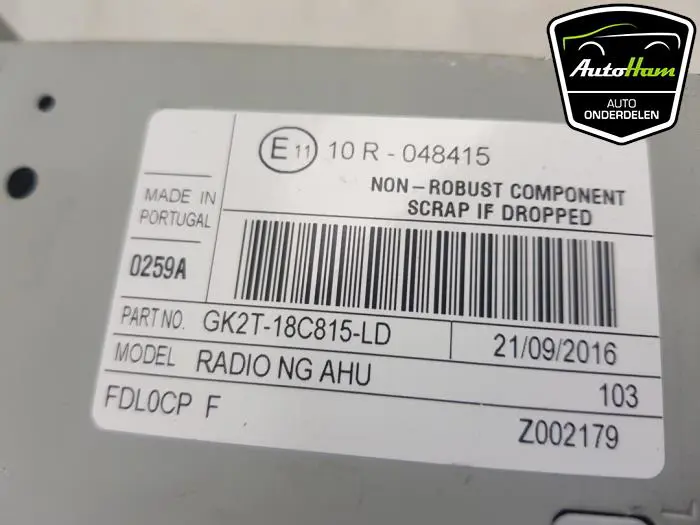 AutoHam
AUTO
ONDERDELEN
E 11 10 R - 048415
NON - ROBUST COMPONENT
SCRAP IF DROPPED
MADE IN
PORTUGAL
0259A
PART NO. GK2T-18C815-LD 21/09/2016
MODEL RADIO NG AHU 103
FDL0CP F Z002179